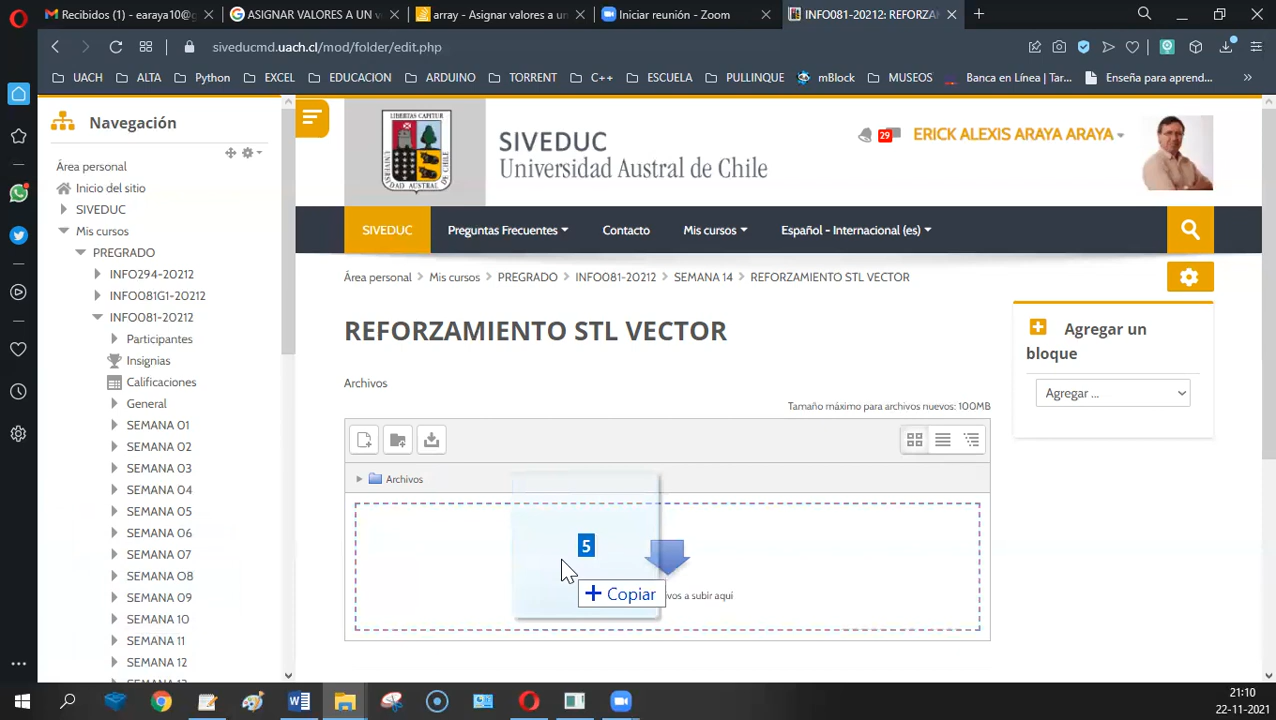 Recibidos (10) - earaya10@g
ASIGNAR VALORES A UN v
array - Asignar valores a un
Iniciar reunión - Zoom
INFO081-20212: REFORZA
siveducmd.uach.cl/mod/folder/edit.php
UACH ALTA Python EXCEL EDUCACION ARDUINO TORRENT C++ ESCUELA PULLINQUE mBlock MUSEOS Banca en Línea | Tar... Enseña para aprend... »
Navegación
Área personal
Inicio del sitio
SIVEDUC
Mis cursos
PREGRADO
INFO294-20212
INFO081G1-20212
INFO081-20212
Participantes
Insignias
Calificaciones
General
SEMANA 01
SEMANA 02
SEMANA 03
SEMANA 04
SEMANA 05
SEMANA 06
SEMANA 07
SEMANA 08
SEMANA 09
SEMANA 10
SEMANA 11
SEMANA 12
LIBERTAS CAPITUR
SIVEDUC
Universidad Austral de Chile
29
ERICK ALEXIS ARAYA ARAYA
SIVEDUC Preguntas Frecuentes Contacto Mis cursos Español - Internacional (es)
Área personal Mis cursos PREGRADO INFO081-20212 SEMANA 14 REFORZAMIENTO STL VECTOR
REFORZAMIENTO STL VECTOR
Archivos
Tamaño máximo para archivos nuevos: 100MB
Archivos
5
+ Copiar
vos a subir aquí
Agregar un
bloque
Agregar ...
21:10
22-11-2021